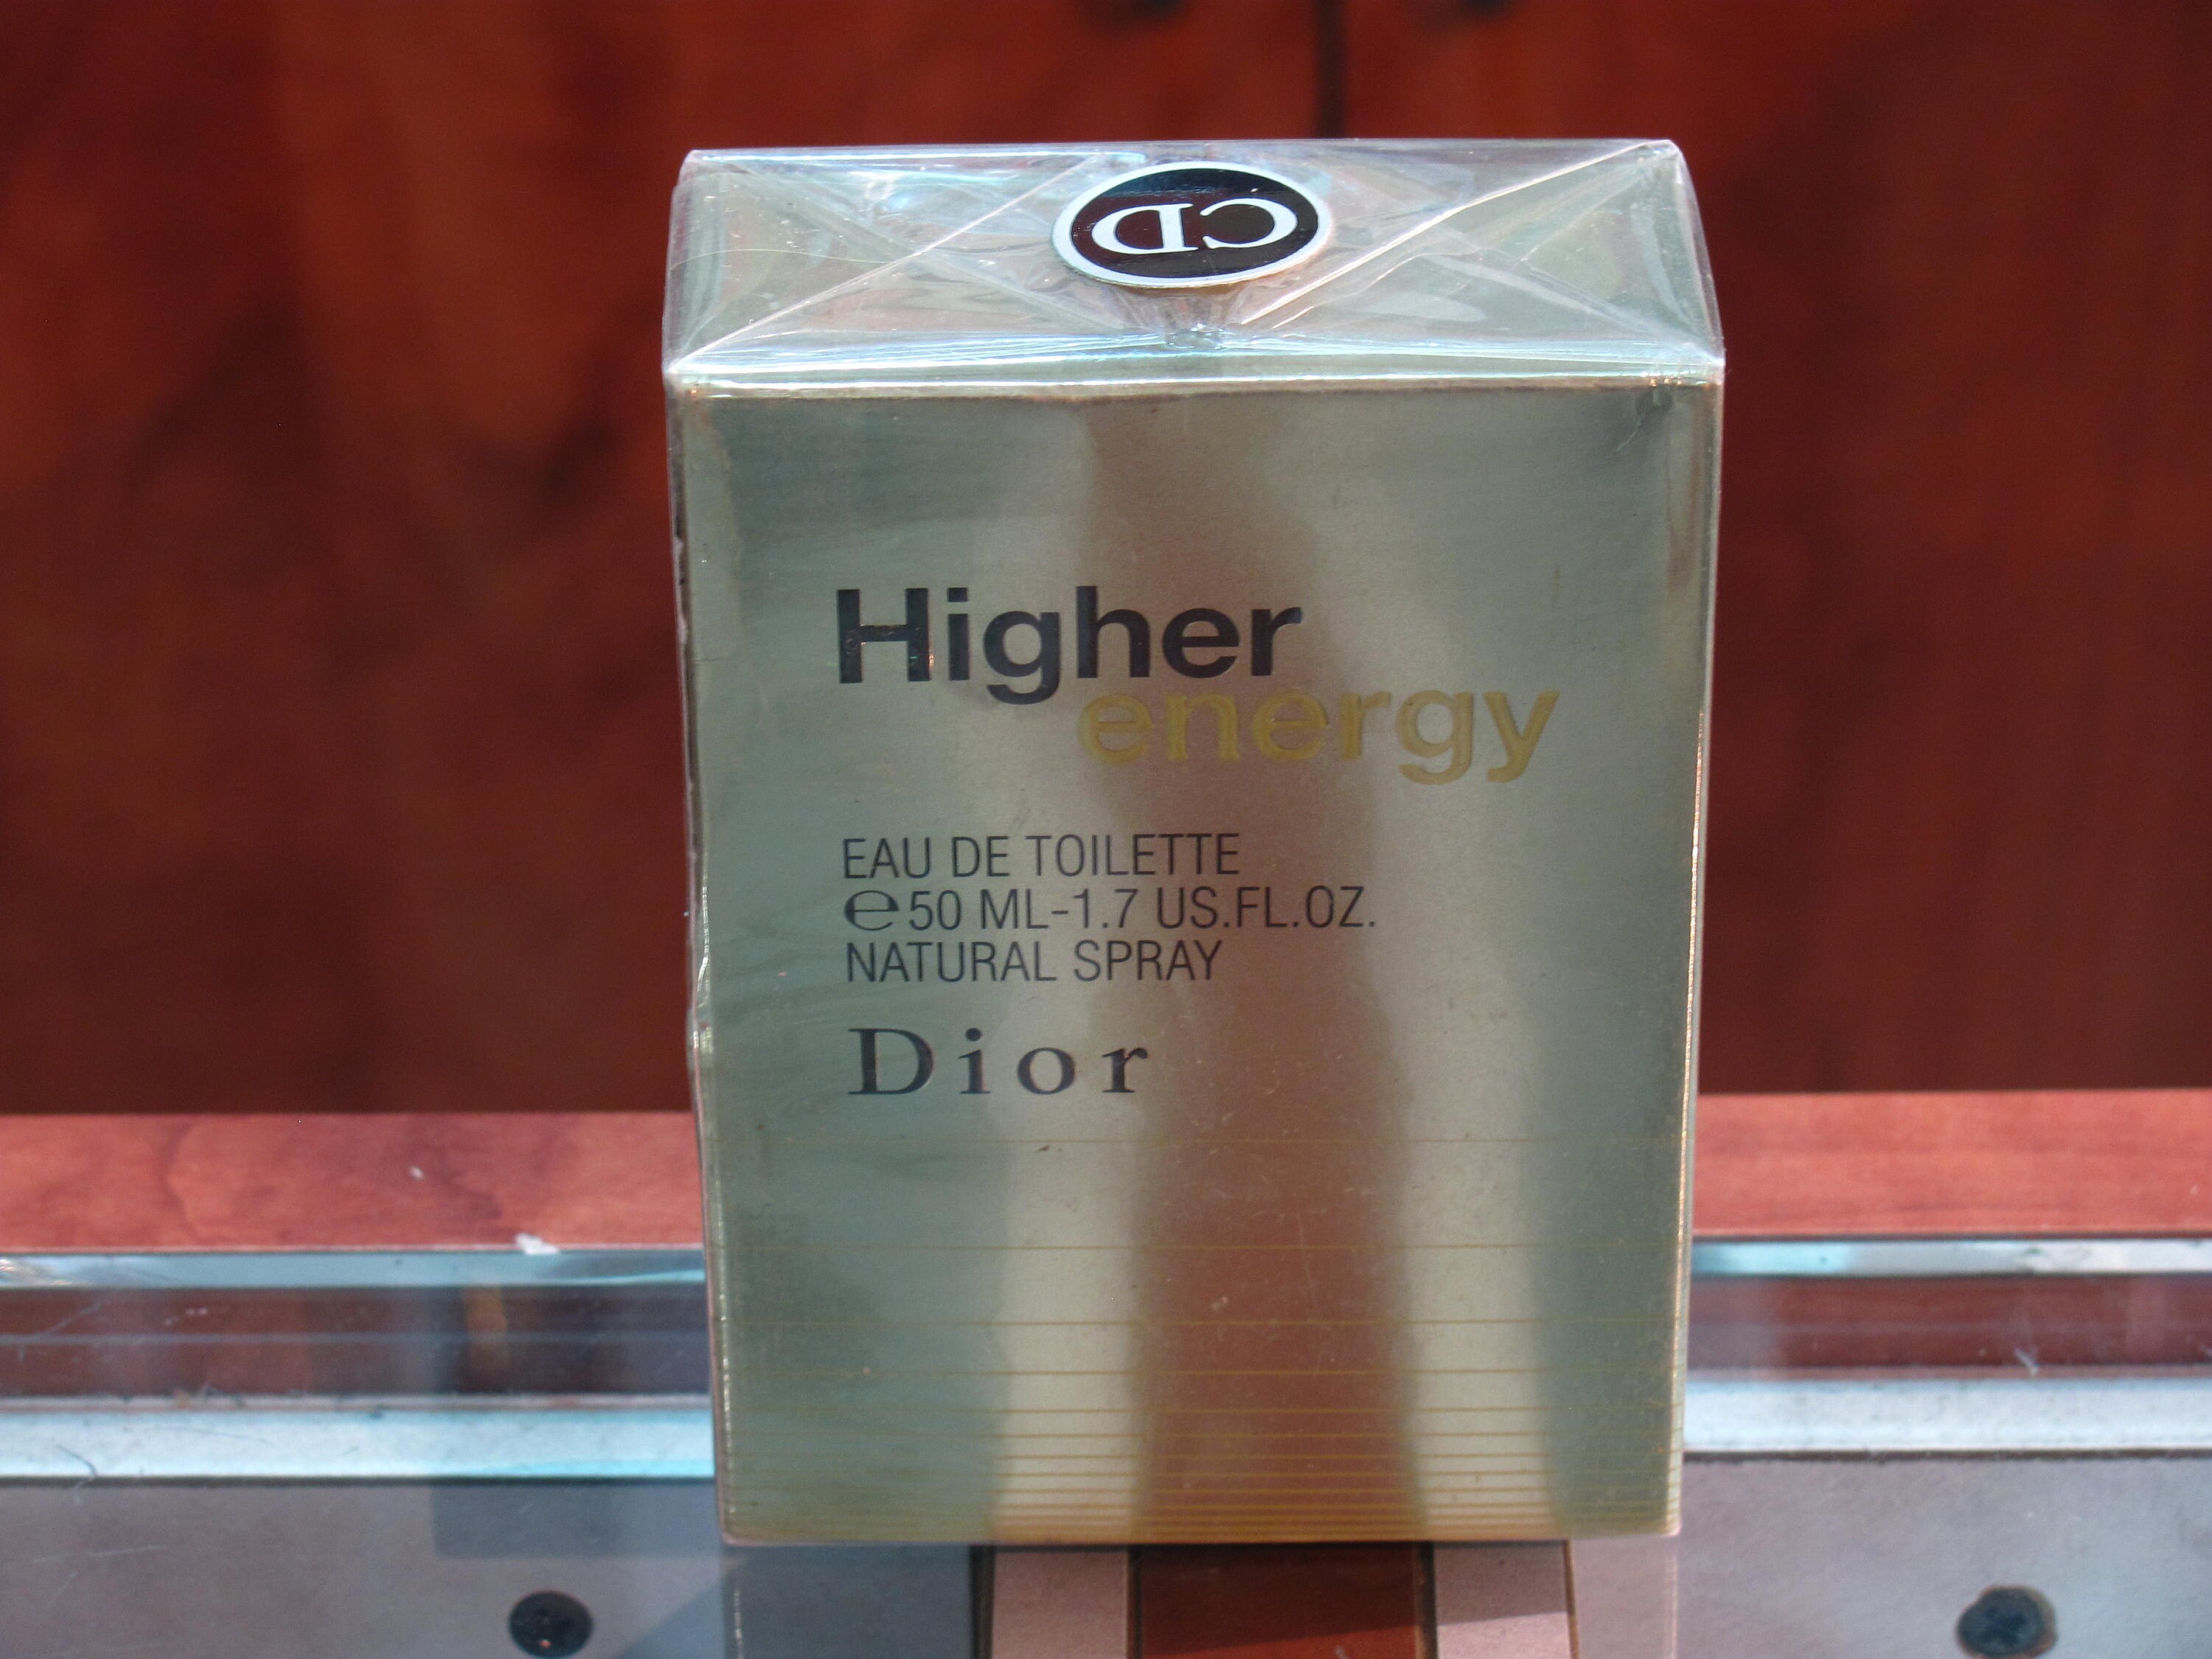 CD
Higher
energy
EAU DE TOILETTE
℮50 ML-1.7 US.FL.OZ.
NATURAL SPRAY
Dior